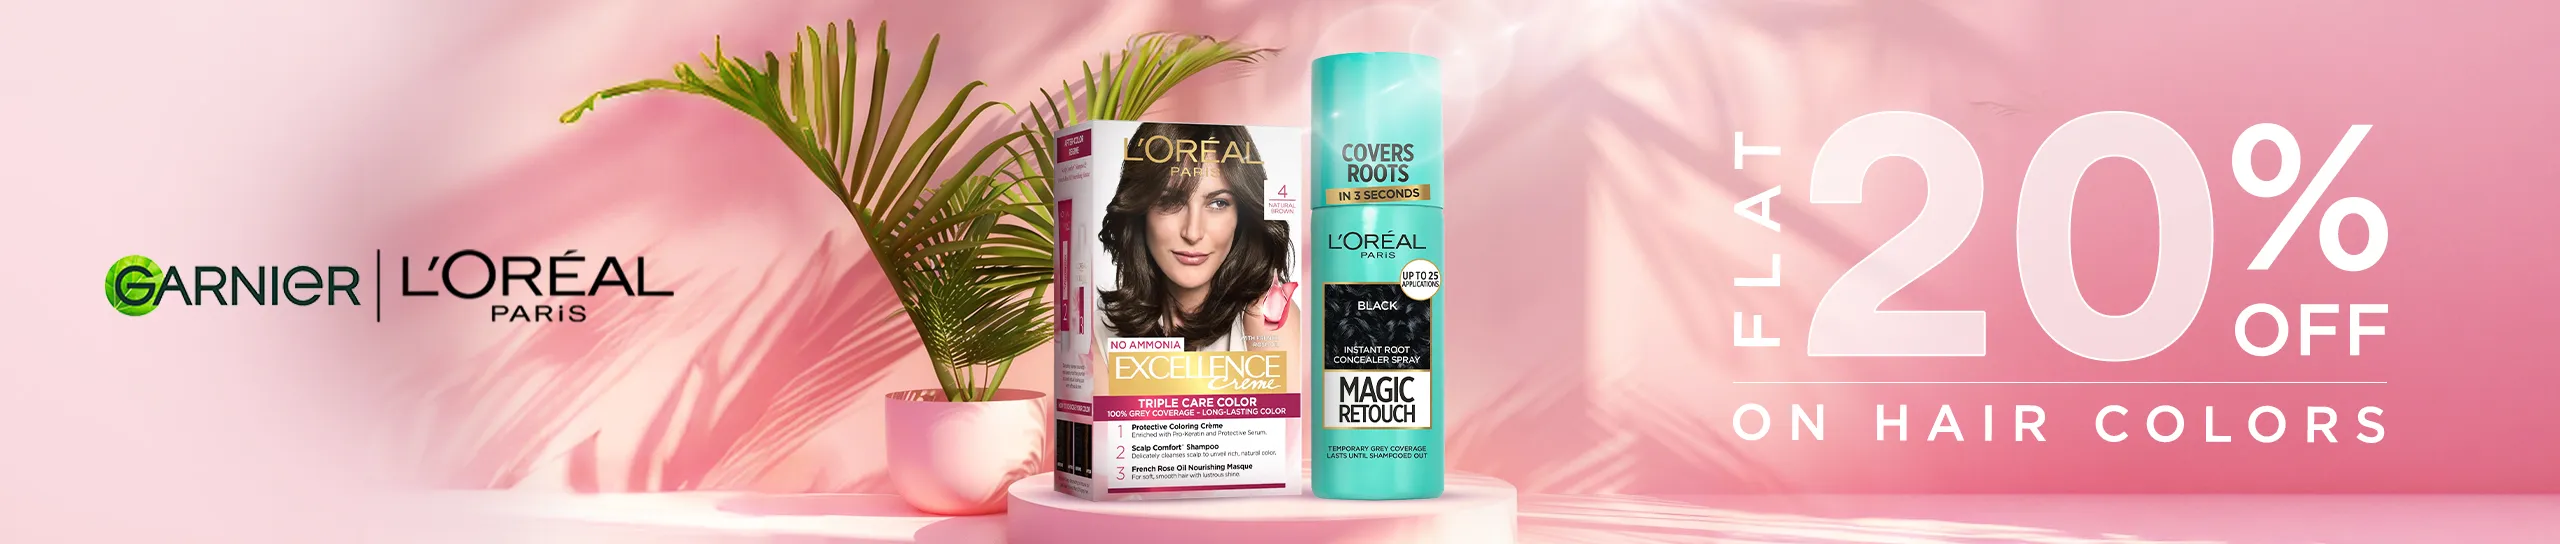 GARNIER
L'ORÉAL
PARiS
L'ORÉAL
PARIS
4
NATURAL
BROWN
NO AMMONIA
EXCELLENCE
Crème
TRIPLE CARE COLOR
100% GREY COVERAGE - LONG-LASTING COLOR
1 Protective Coloring Crème
Enriched with Pro-Keratin and Protective Serum.
2 Scalp Comfort Shampoo
Delicately cleanses scalp to unveil rich, natural color.
3 French Rose Oil Nourishing Masque
For soft, smooth hair with lustrous shine.
COVERS
ROOTS
IN 3 SECONDS
L'ORÉAL
PARIS
UP TO 25
APPLICATIONS
BLACK
INSTANT ROOT
CONCEALER SPRAY
MAGIC
RETOUCH
TEMPORARY GREY COVERAGE
LASTS UNTIL SHAMPOOED OUT
FLAT 20% OFF
ON HAIR COLORS